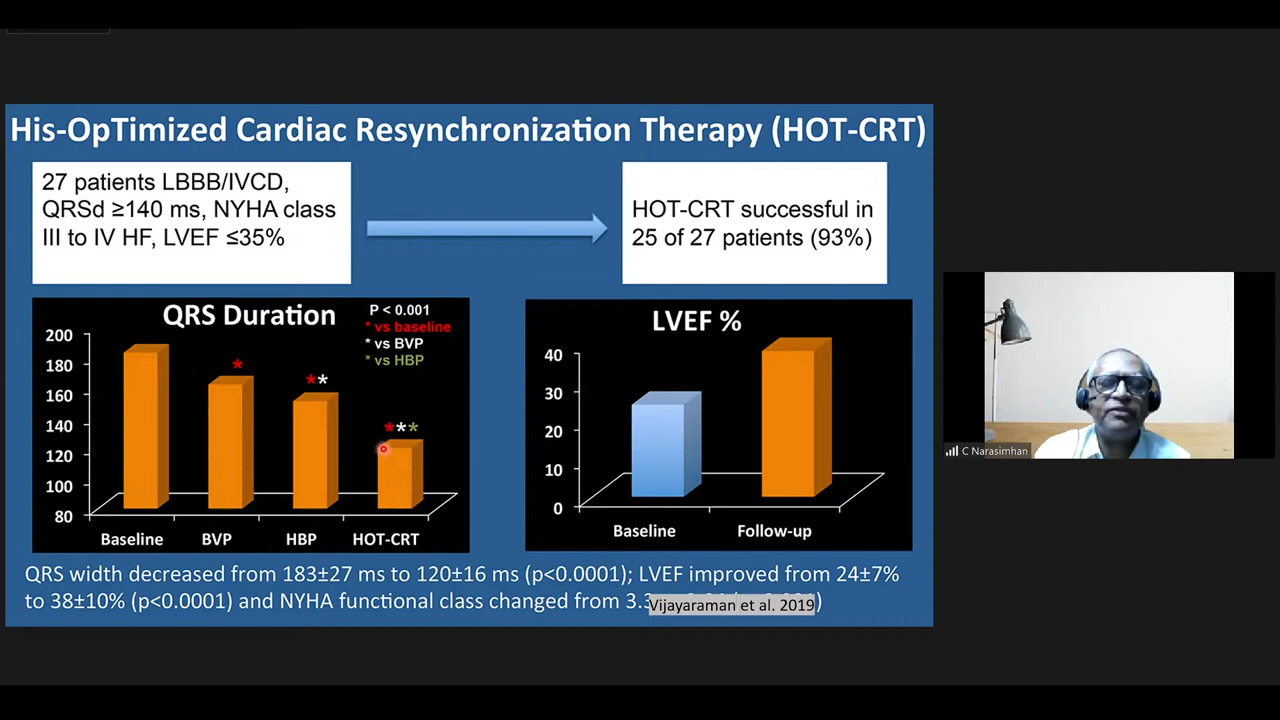 His-OpTimized Cardiac Resynchronization Therapy (HOT-CRT)
27 patients LBBB/IVCD,
QRSd ≥140 ms, NYHA class
III to IV HF, LVEF ≤35%
HOT-CRT successful in
25 of 27 patients (93%)
QRS Duration
P < 0.001
* vs baseline
* vs BVP
* vs HBP
200
180
160
140
120
100
80
*
**
***
Baseline
BVP
HBP
HOT-CRT
LVEF %
40
30
20
10
0
Baseline
Follow-up
QRS width decreased from 183±27 ms to 120±16 ms (p<0.0001); LVEF improved from 24±7%
to 38±10% (p<0.0001) and NYHA functional class changed from
Vijayaraman et al. 2019
C Narasimhan